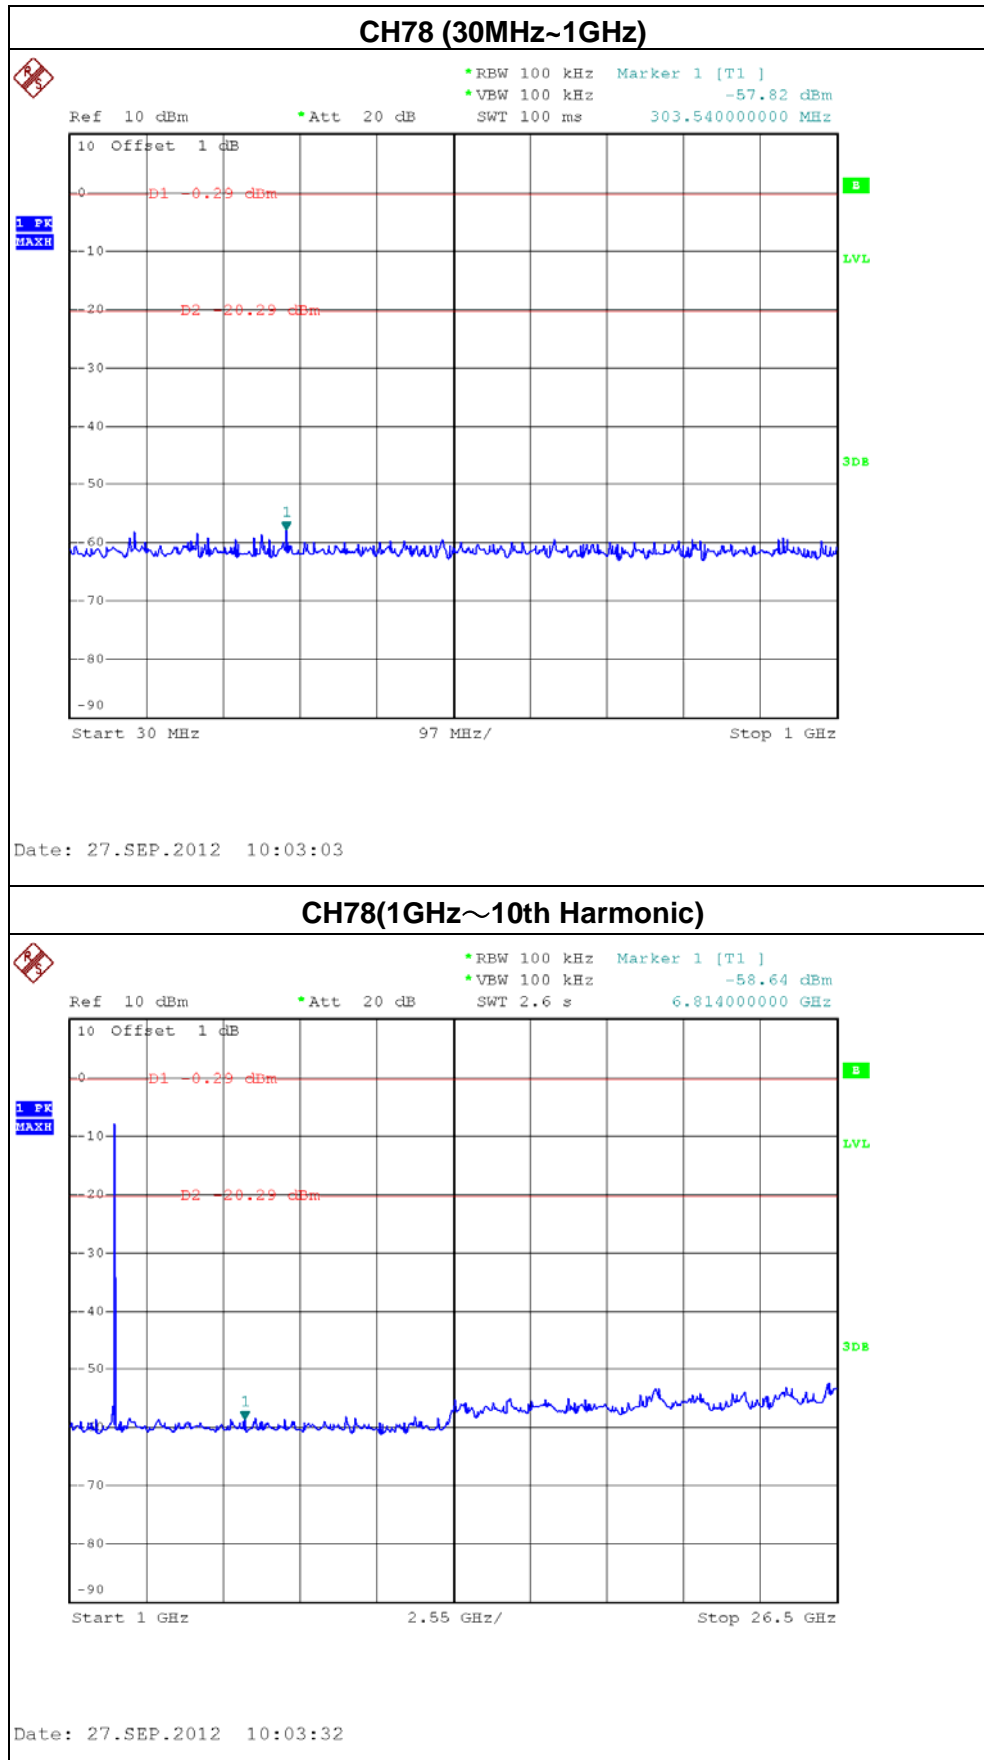 CH78 (30MHz~1GHz)
R S
*RBW 100 kHz Marker 1 [T1 ]
*VBW 100 kHz -57.82 dBm
Ref 10 dBm *Att 20 dB SWT 100 ms 303.540000000 MHz
10 Offset 1 dB
B
0 D1 -0.29 dBm
1 PK
MAXH
-10
LVL
-20 D2 -20.29 dBm
-30
-40
3DB
-50
1
-60
-70
-80
-90
Start 30 MHz 97 MHz/ Stop 1 GHz
Date: 27.SEP.2012 10:03:03
CH78(1GHz～10th Harmonic)
R S
*RBW 100 kHz Marker 1 [T1 ]
*VBW 100 kHz -58.64 dBm
Ref 10 dBm *Att 20 dB SWT 2.6 s 6.814000000 GHz
10 Offset 1 dB
B
0 D1 -0.29 dBm
1 PK
MAXH
-10
LVL
-20 D2 -20.29 dBm
-30
-40
3DB
-50
1
-60
-70
-80
-90
Start 1 GHz 2.55 GHz/ Stop 26.5 GHz
Date: 27.SEP.2012 10:03:32